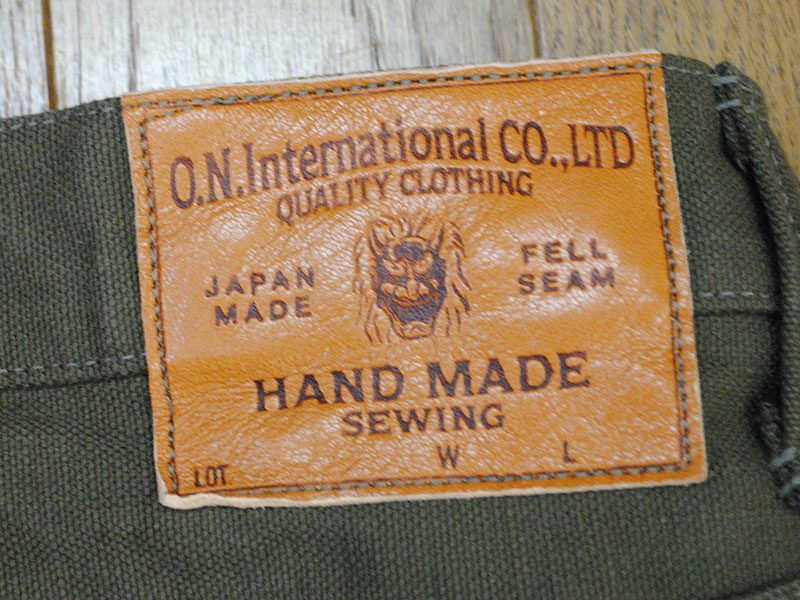 O.N.International CO.,LTD
QUALITY CLOTHING
JAPAN
MADE
FELL
SEAM
HAND MADE
SEWING
LOT W L